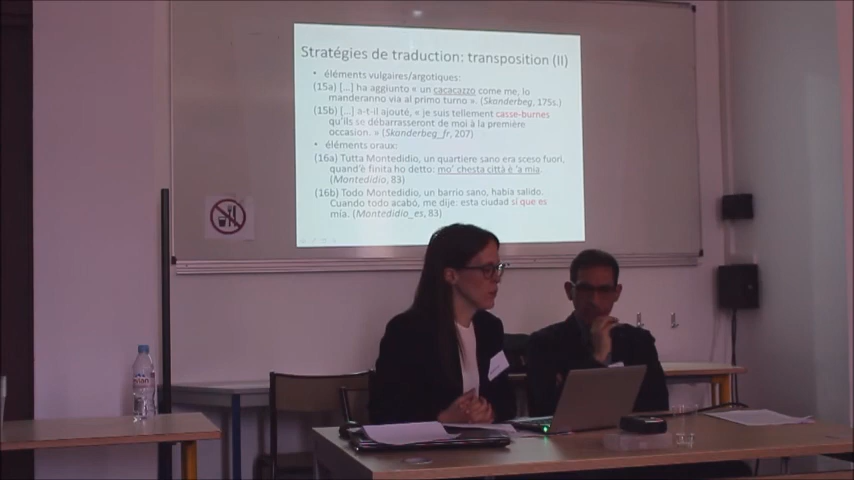 Stratégies de traduction: transposition (II)
• éléments vulgaires/argotiques:
(15a) [...] ha aggiunto « un cacacazzo come me, lo
manderanno via al primo turno ». (Skanderbeg, 175s.)
(15b) [...] a-t-il ajouté, « je suis tellement casse-burnes
qu'ils se débarrasseront de moi à la première
occasion. » (Skanderbeg_fr, 207)
• éléments oraux:
(16a) Tutta Montedidio, un quartiere sano era sceso fuori,
quand'è finita ho detto: mo' chesta città è 'a mia.
(Montedidio, 83)
(16b) Todo Montedidio, un barrio sano, había salido.
Cuando todo acabó, me dije: esta ciudad sí que es
mía. (Montedidio_es, 83)
evian